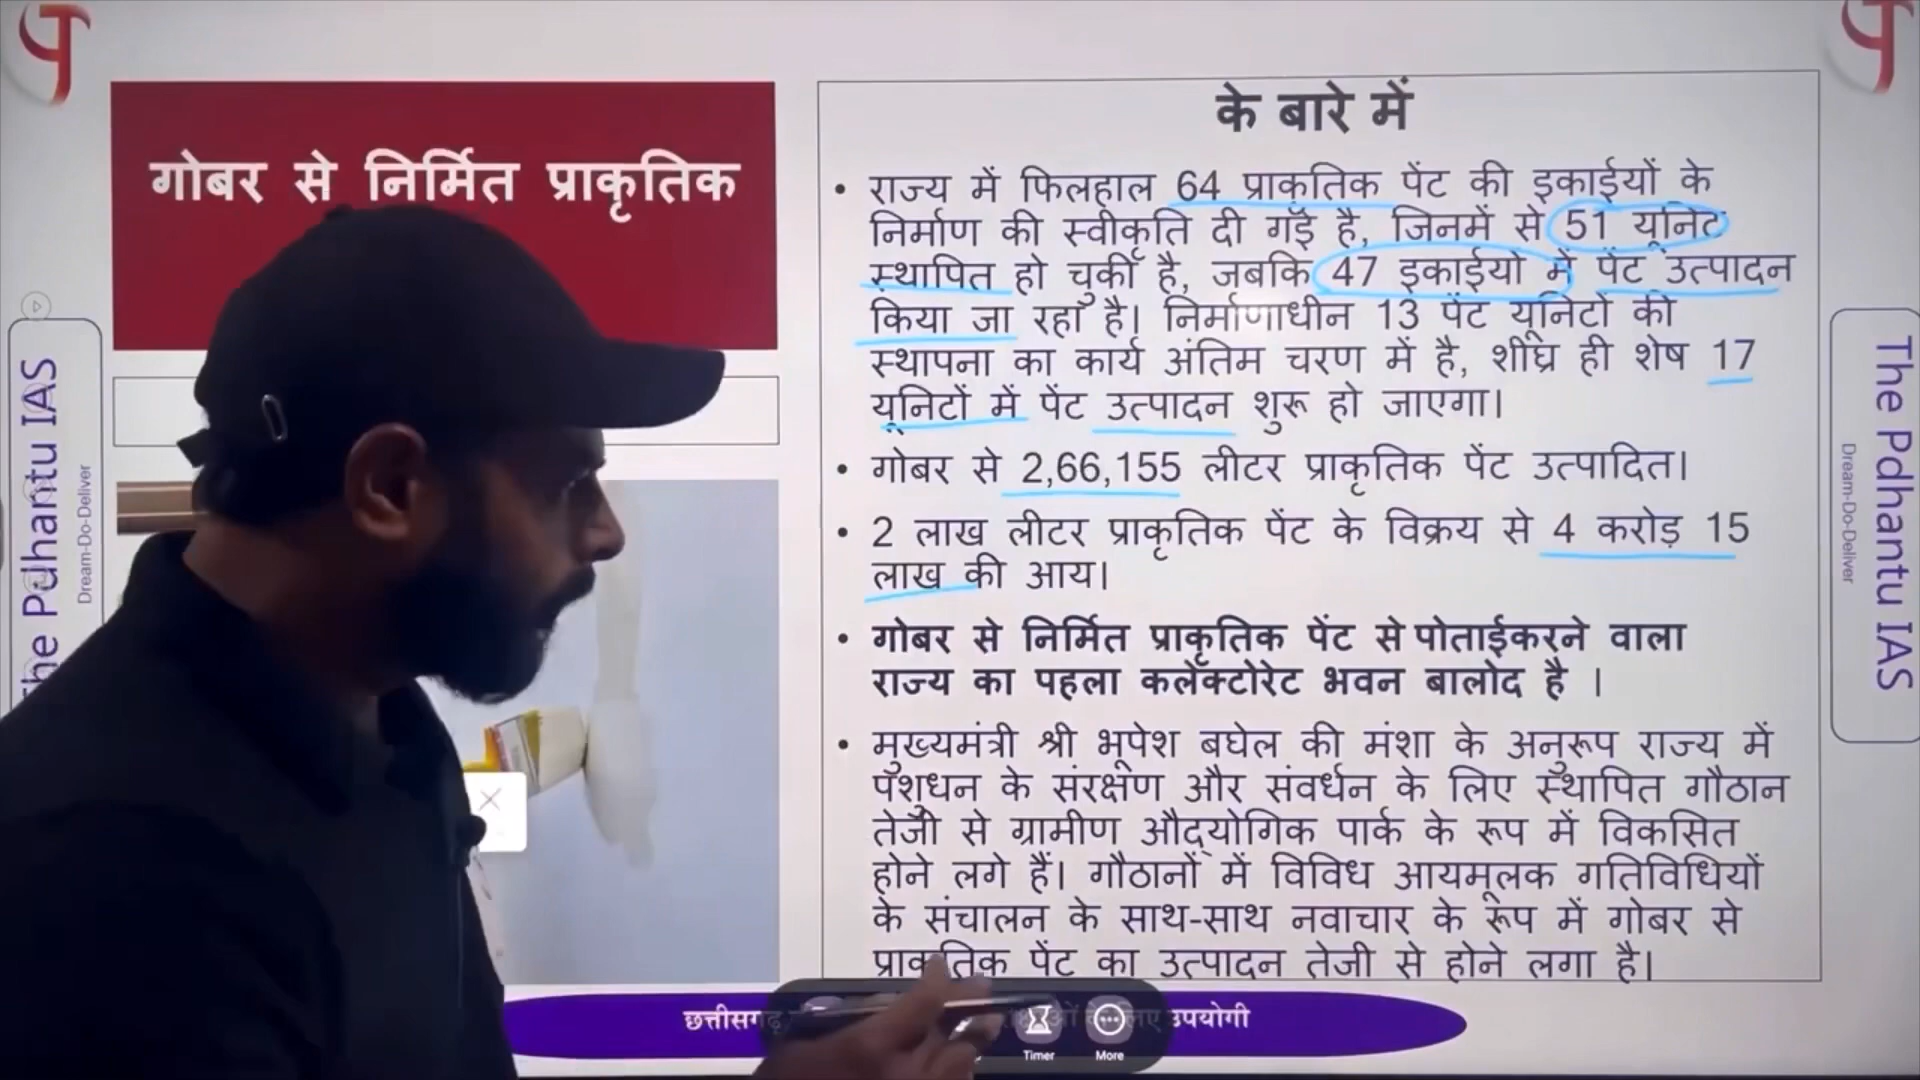 गोबर से निर्मित प्राकृतिक
के बारे में
• राज्य में फिलहाल 64 प्राकृतिक पेंट की इकाईयों के
निर्माण की स्वीकृति दी गई है, जिनमें से 51 यूनिट
स्थापित हो चुकी है, जबकि 47 इकाईयों में पेंट उत्पादन
किया जा रहा है। निर्माणाधीन 13 पेंट यूनिटों की
स्थापना का कार्य अंतिम चरण में है, शीघ्र ही शेष 17
यूनिटों में पेंट उत्पादन शुरू हो जाएगा।
• गोबर से 2,66,155 लीटर प्राकृतिक पेंट उत्पादित।
• 2 लाख लीटर प्राकृतिक पेंट के विक्रय से 4 करोड़ 15
लाख की आय।
• गोबर से निर्मित प्राकृतिक पेंट से पोताईकरने वाला
राज्य का पहला कलेक्टोरेट भवन बालोद है ।
• मुख्यमंत्री श्री भूपेश बघेल की मंशा के अनुरूप राज्य में
पशुधन के संरक्षण और संवर्धन के लिए स्थापित गौठान
तेजी से ग्रामीण औद्योगिक पार्क के रूप में विकसित
होने लगे हैं। गौठानों में विविध आयमूलक गतिविधियों
के संचालन के साथ-साथ नवाचार के रूप में गोबर से
प्राकृतिक पेंट का उत्पादन तेजी से होने लगा है।
छत्तीसगढ़ लिए उपयोगी
Timer More
The Pdhantu IAS
Dream-Do-Deliver
The Pdhantu IAS
Dream-Do-Deliver